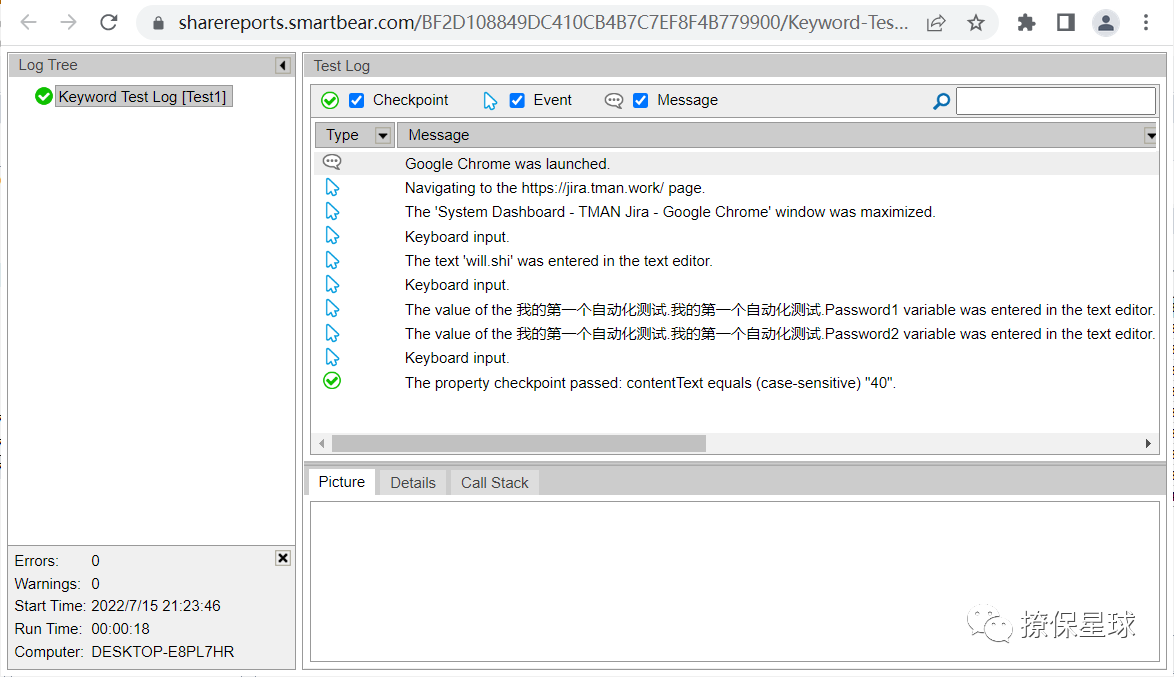 sharereports.smartbear.com/BF2D108849DC410CB4B7C7EF8F4B779900/Keyword-Tes...
Log Tree
Keyword Test Log [Test1]
Test Log
Checkpoint Event Message
Type Message
Google Chrome was launched.
Navigating to the https://jira.tman.work/ page.
The 'System Dashboard - TMAN Jira - Google Chrome' window was maximized.
Keyboard input.
The text 'will.shi' was entered in the text editor.
Keyboard input.
The value of the 我的第一个自动化测试.我的第一个自动化测试.Password1 variable was entered in the text editor.
The value of the 我的第一个自动化测试.我的第一个自动化测试.Password2 variable was entered in the text editor.
Keyboard input.
The property checkpoint passed: contentText equals (case-sensitive) "40".
Picture Details Call Stack
Errors: 0
Warnings: 0
Start Time: 2022/7/15 21:23:46
Run Time: 00:00:18
Computer: DESKTOP-E8PL7HR
撩保星球